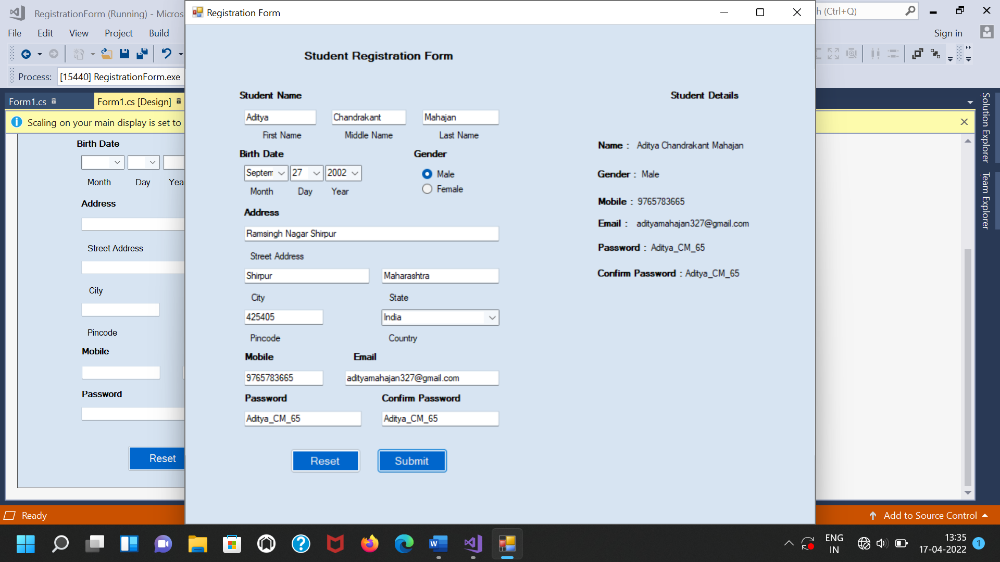 RegistrationForm (Running) - Micros
Registration Form
h (Ctrl+Q)
File Edit View Project Build
Sign in
Process: [15440] RegistrationForm.exe
Form1.cs
Form1.cs [Design]
Scaling on your main display is set to
Birth Date
Month Day Yea
Address
Street Address
City
Pincode
Mobile
Password
Reset
Student Registration Form
Student Name
Aditya Chandrakant Mahajan
First Name Middle Name Last Name
Birth Date Gender
Septem 27 2002
Male
Female
Month Day Year
Address
Ramsingh Nagar Shirpur
Street Address
Shirpur Maharashtra
City State
425405 India
Pincode Country
Mobile Email
9765783665 adityamahajan327@gmail.com
Password Confirm Password
Aditya_CM_65 Aditya_CM_65
Reset Submit
Student Details
Name : Aditya Chandrakant Mahajan
Gender : Male
Mobile : 9765783665
Email : adityamahajan327@gmail.com
Password : Aditya_CM_65
Confirm Password : Aditya_CM_65
Solution Explorer
Team Explorer
Ready
Add to Source Control
ENG
IN
13:35
17-04-2022
1